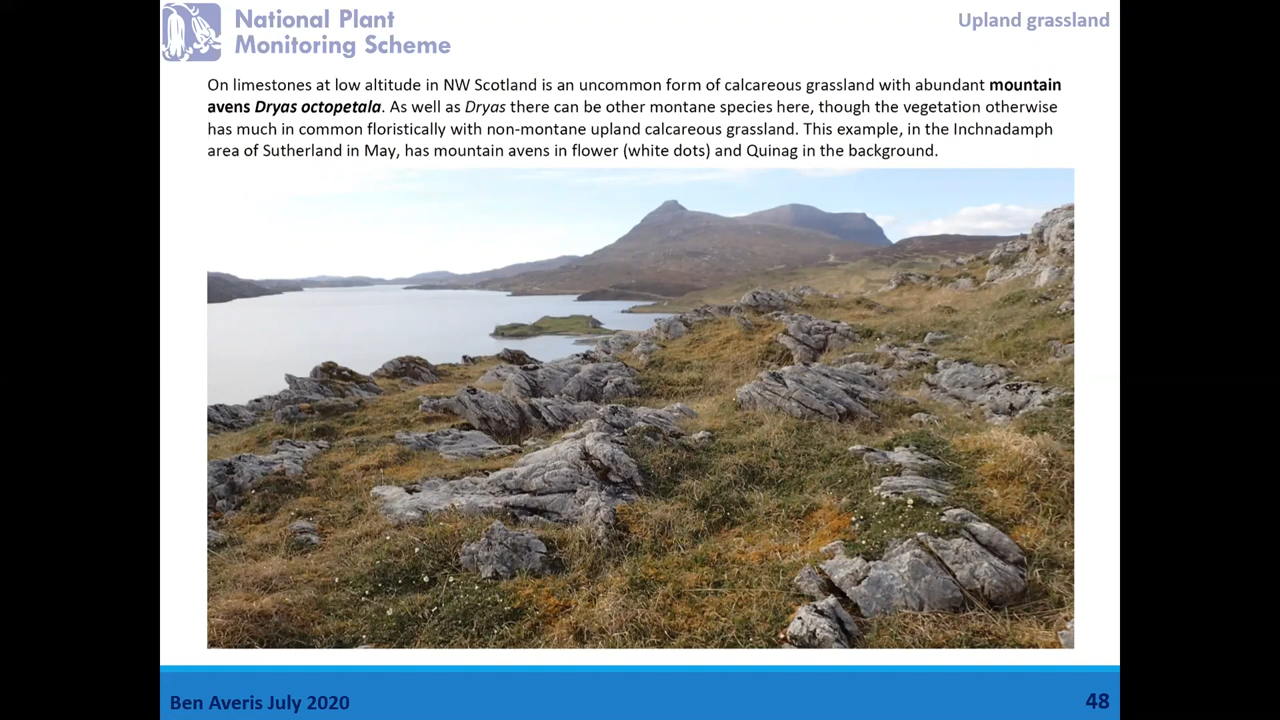 National Plant
Monitoring Scheme
Upland grassland
On limestones at low altitude in NW Scotland is an uncommon form of calcareous grassland with abundant mountain
avens Dryas octopetala. As well as Dryas there can be other montane species here, though the vegetation otherwise
has much in common floristically with non-montane upland calcareous grassland. This example, in the Inchnadamph
area of Sutherland in May, has mountain avens in flower (white dots) and Quinag in the background.
Ben Averis July 2020
48